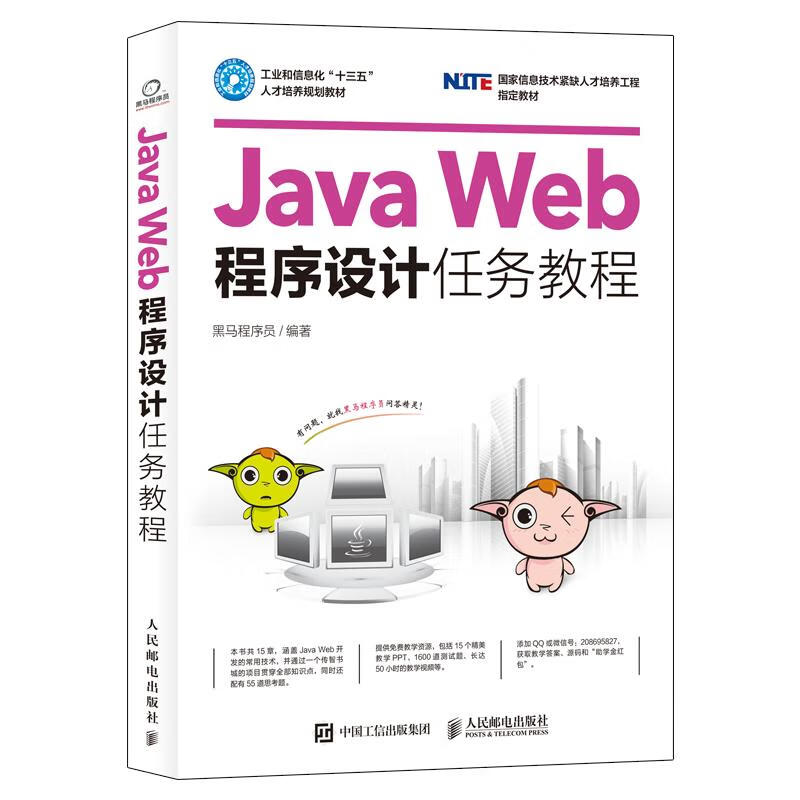 黑马程序员
www.itheima.com
Java Web 程序设计任务教程
人民邮电出版社
工业和信息化“十三五”
人才培养规划教材
NITE
国家信息技术紧缺人才培养工程
指定教材
Java Web
程序设计任务教程
黑马程序员 / 编著
有问题，就找黑马程序员问答精灵！
本书共 15 章，涵盖 Java Web 开
发的常用技术，并通过一个传智书
城的项目贯穿全部知识点，同时还
配有 55 道思考题。
提供免费教学资源，包括 15 个精美
教学 PPT、1600 道测试题、长达
50 小时的教学视频等。
添加 QQ 或微信号：208695827，
获取教学答案、源码和“助学金红
包”。
中国工信出版集团
人民邮电出版社
POSTS & TELECOM PRESS